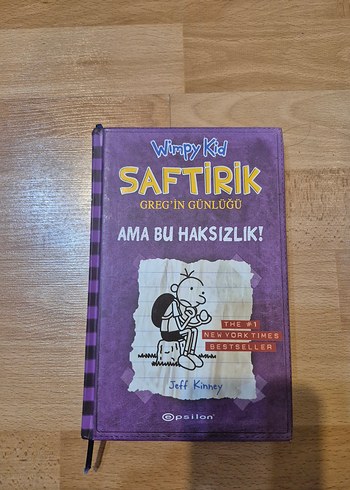 Wimpy Kid
SAFTİRİK
GREG'İN GÜNLÜĞÜ
AMA BU HAKSIZLIK!
THE #1
NEW YORK TIMES
BESTSELLER
Jeff Kinney
epsilon